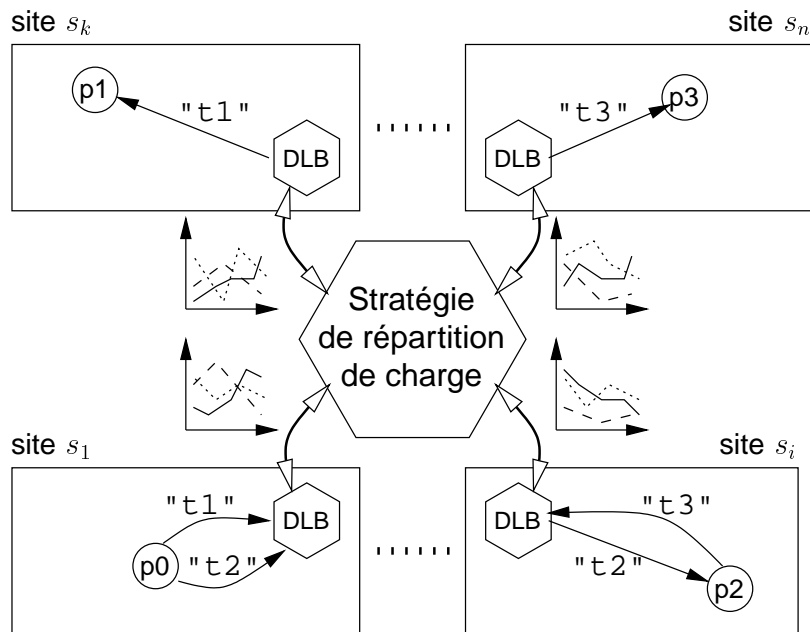 site s_k
site s_n
p1
"t1"
DLB
DLB
"t3"
p3
Stratégie
de répartition
de charge
site s_1
site s_i
p0
"t1"
"t2"
DLB
DLB
"t3"
"t2"
p2